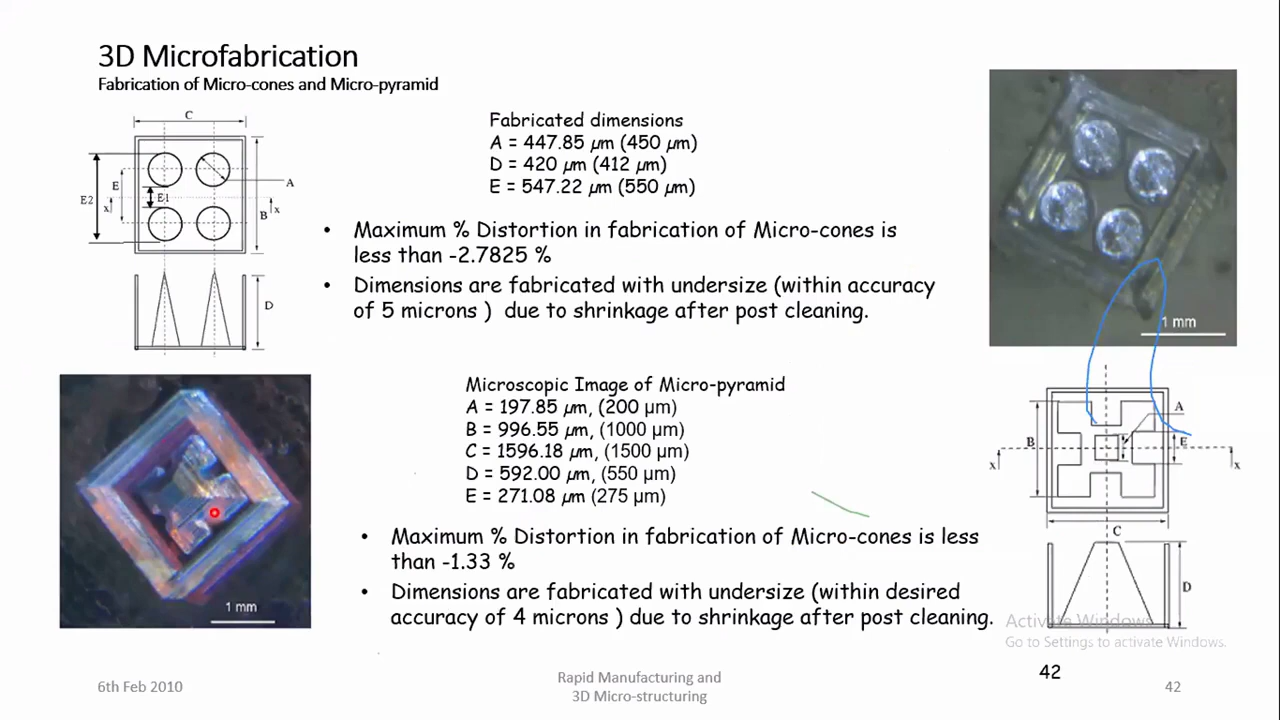 3D Microfabrication
Fabrication of Micro-cones and Micro-pyramid
C
E2
E
E1
A
B
x
x
D
Fabricated dimensions
A = 447.85 µm (450 µm)
D = 420 µm (412 µm)
E = 547.22 µm (550 µm)
• Maximum % Distortion in fabrication of Micro-cones is
less than -2.7825 %
• Dimensions are fabricated with undersize (within accuracy
of 5 microns ) due to shrinkage after post cleaning.
1 mm
Microscopic Image of Micro-pyramid
A = 197.85 µm, (200 µm)
B = 996.55 µm, (1000 µm)
C = 1596.18 µm, (1500 µm)
D = 592.00 µm, (550 µm)
E = 271.08 µm (275 µm)
• Maximum % Distortion in fabrication of Micro-cones is less
than -1.33 %
• Dimensions are fabricated with undersize (within desired
accuracy of 4 microns ) due to shrinkage after post cleaning.
1 mm
A
B
E
x
x
C
D
Activate Windows
Go to Settings to activate Windows.
42
6th Feb 2010
Rapid Manufacturing and
3D Micro-structuring
42